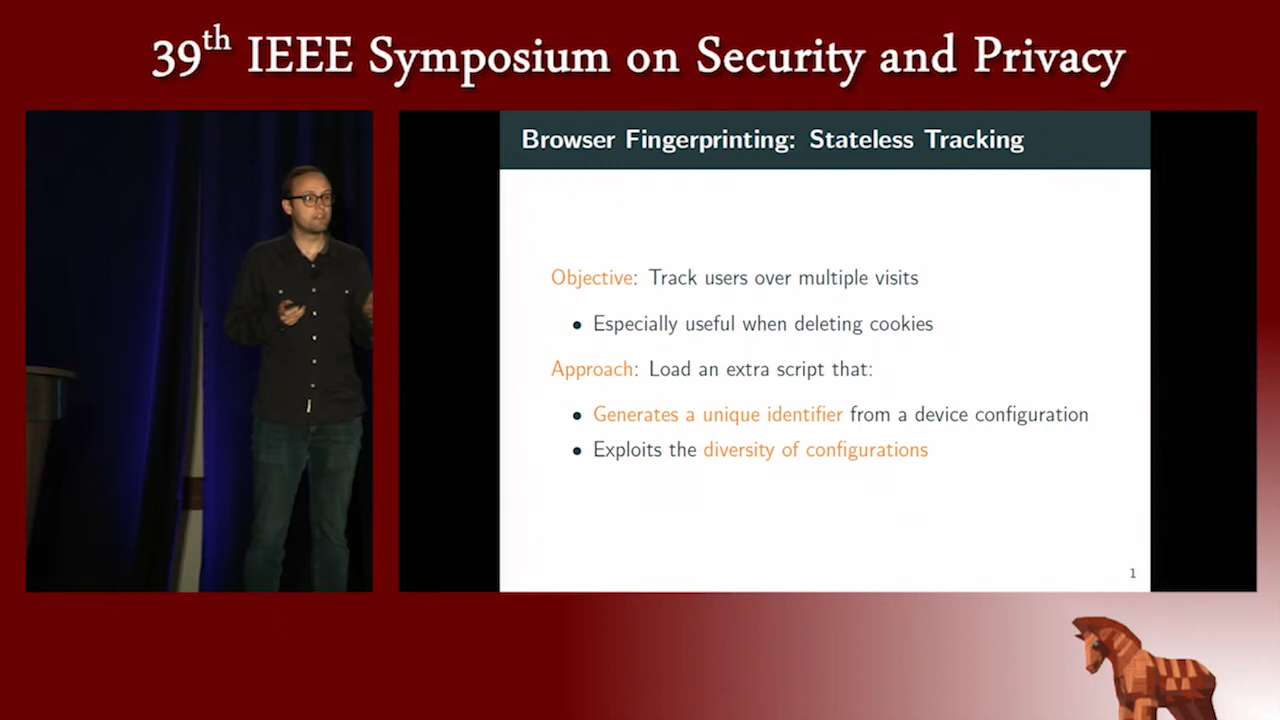 39th IEEE Symposium on Security and Privacy
Browser Fingerprinting: Stateless Tracking
Objective: Track users over multiple visits
• Especially useful when deleting cookies
Approach: Load an extra script that:
• Generates a unique identifier from a device configuration
• Exploits the diversity of configurations
1